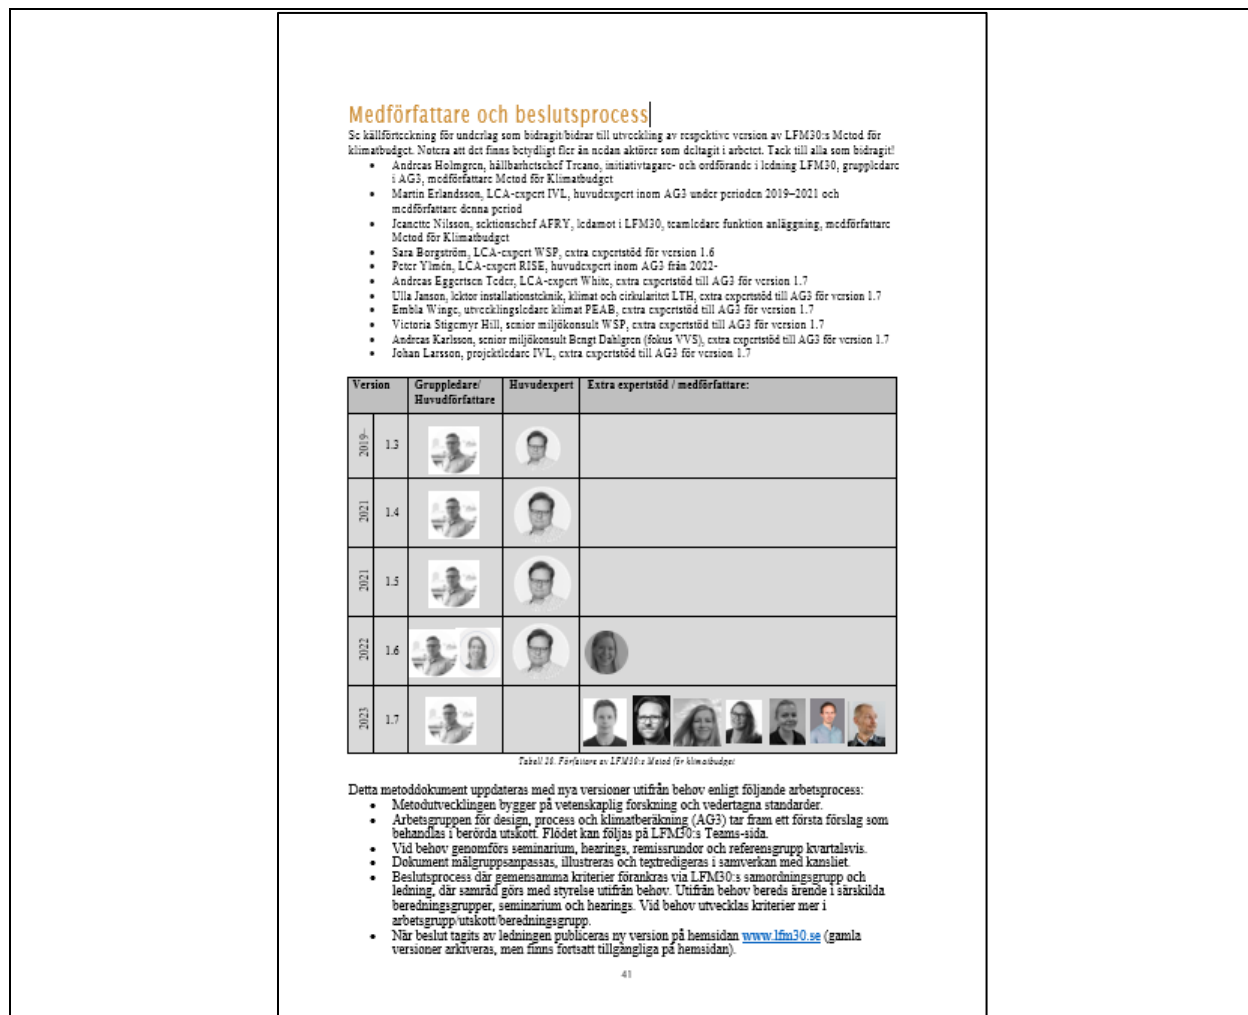 Medförfattare och beslutsprocess
Se källförteckning för underlag som bidragit/bidrar till utveckling av respektive version av LFM30:s Metod för
klimatbudget. Notera att det finns betydligt fler än nedan aktörer som deltagit i arbetet. Tack till alla som bidragit!
• Andreas Holmgren, hållbarhetschef Treano, initiativtagare- och ordförande i ledning LFM30, gruppledare
i AG3, medförfattare Metod för Klimatbudget
• Martin Erlandsson, LCA-expert IVL, huvudexpert inom AG3 under perioden 2019–2021 och
medförfattare denna period
• Jeanette Nilsson, sektionschef AFRY, ledamot i LFM30, teamledare funktion anläggning, medförfattare
Metod för Klimatbudget
• Sara Borgström, LCA-expert WSP, extra expertstöd för version 1.6
• Peter Ylmén, LCA-expert RISE, huvudexpert inom AG3 från 2022-
• Andreas Eggertsen Teder, LCA-expert White, extra expertstöd till AG3 för version 1.7
• Ulla Janson, lektor installationsteknik, klimat och cirkularitet LTH, extra expertstöd till AG3 för version 1.7
• Embla Winge, utvecklingsledare klimat PEAB, extra expertstöd till AG3 för version 1.7
• Victoria Stigemyr Hill, senior miljökonsult WSP, extra expertstöd till AG3 för version 1.7
• Andreas Karlsson, senior miljökonsult Bengt Dahlgren (fokus VVS), extra expertstöd till AG3 för version 1.7
• Johan Larsson, projektledare IVL, extra expertstöd till AG3 för version 1.7
Version Gruppledare/ Huvudexpert Extra expertstöd / medförfattare:
Huvudförfattare
2019– 1.3
2021 1.4
2021 1.5
2022 1.6
2023 1.7
Tabell 20. Författare av LFM30:s Metod för klimatbudget
Detta metoddokument uppdateras med nya versioner utifrån behov enligt följande arbetsprocess:
• Metodutvecklingen bygger på vetenskaplig forskning och vedertagna standarder.
• Arbetsgruppen för design, process och klimatberäkning (AG3) tar fram ett första förslag som
behandlas i berörda utskott. Flödet kan följas på LFM30:s Teams-sida.
• Vid behov genomförs seminarium, hearings, remissrundor och referensgrupp kvartalsvis.
• Dokument målgruppsanpassas, illustreras och textredigeras i samverkan med kansliet.
• Beslutsprocess där gemensamma kriterier förankras via LFM30:s samordningsgrupp och
ledning, där samråd görs med styrelse utifrån behov. Utifrån behov bereds ärende i särskilda
beredningsgrupper, seminarium och hearings. Vid behov utvecklas kriterier mer i
arbetsgrupp/utskott/beredningsgrupp.
• När beslut tagits av ledningen publiceras ny version på hemsidan www.lfm30.se (gamla
versioner arkiveras, men finns fortsatt tillgängliga på hemsidan).
41